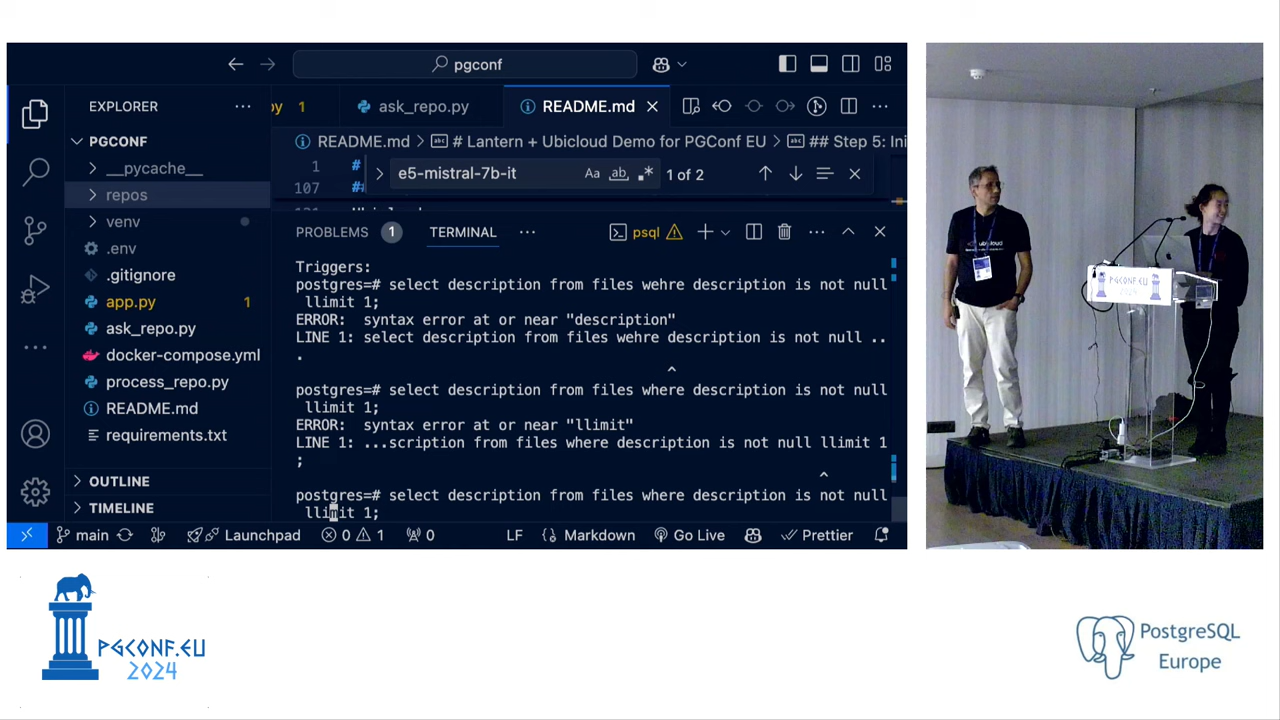 pgconf
EXPLORER
PGCONF
__pycache__
repos
venv
.env
.gitignore
app.py 1
ask_repo.py
docker-compose.yml
process_repo.py
README.md
requirements.txt
OUTLINE
TIMELINE
py 1 ask_repo.py README.md
README.md > # Lantern + Ubicloud Demo for PGConf EU > ## Step 5: Ini
1 #
107
e5-mistral-7b-it Aa ab 1 of 2
PROBLEMS 1 TERMINAL psql
Triggers:
postgres=# select description from files wehre description is not null
llimit 1;
ERROR: syntax error at or near "description"
LINE 1: select description from files wehre description is not null ..
.
^
postgres=# select description from files where description is not null
llimit 1;
ERROR: syntax error at or near "llimit"
LINE 1: ...scription from files where description is not null llimit 1
;
^
postgres=# select description from files where description is not null
llimit 1;
main Launchpad 0 1 0 LF {} Markdown Go Live Prettier
ubicloud
PGCONF.EU
2024
PGCONF.EU
2024
PostgreSQL
Europe